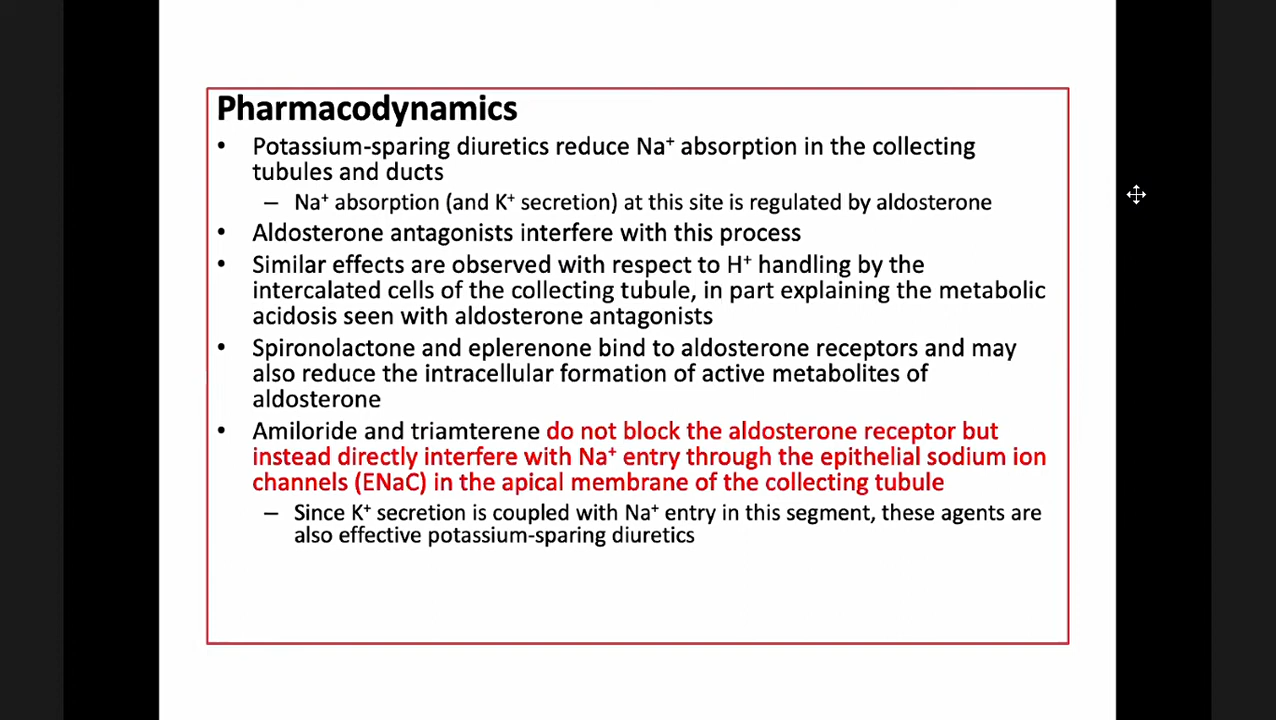 Pharmacodynamics
• Potassium-sparing diuretics reduce Na⁺ absorption in the collecting
tubules and ducts
– Na⁺ absorption (and K⁺ secretion) at this site is regulated by aldosterone
• Aldosterone antagonists interfere with this process
• Similar effects are observed with respect to H⁺ handling by the
intercalated cells of the collecting tubule, in part explaining the metabolic
acidosis seen with aldosterone antagonists
• Spironolactone and eplerenone bind to aldosterone receptors and may
also reduce the intracellular formation of active metabolites of
aldosterone
• Amiloride and triamterene do not block the aldosterone receptor but
instead directly interfere with Na⁺ entry through the epithelial sodium ion
channels (ENaC) in the apical membrane of the collecting tubule
– Since K⁺ secretion is coupled with Na⁺ entry in this segment, these agents are
also effective potassium-sparing diuretics